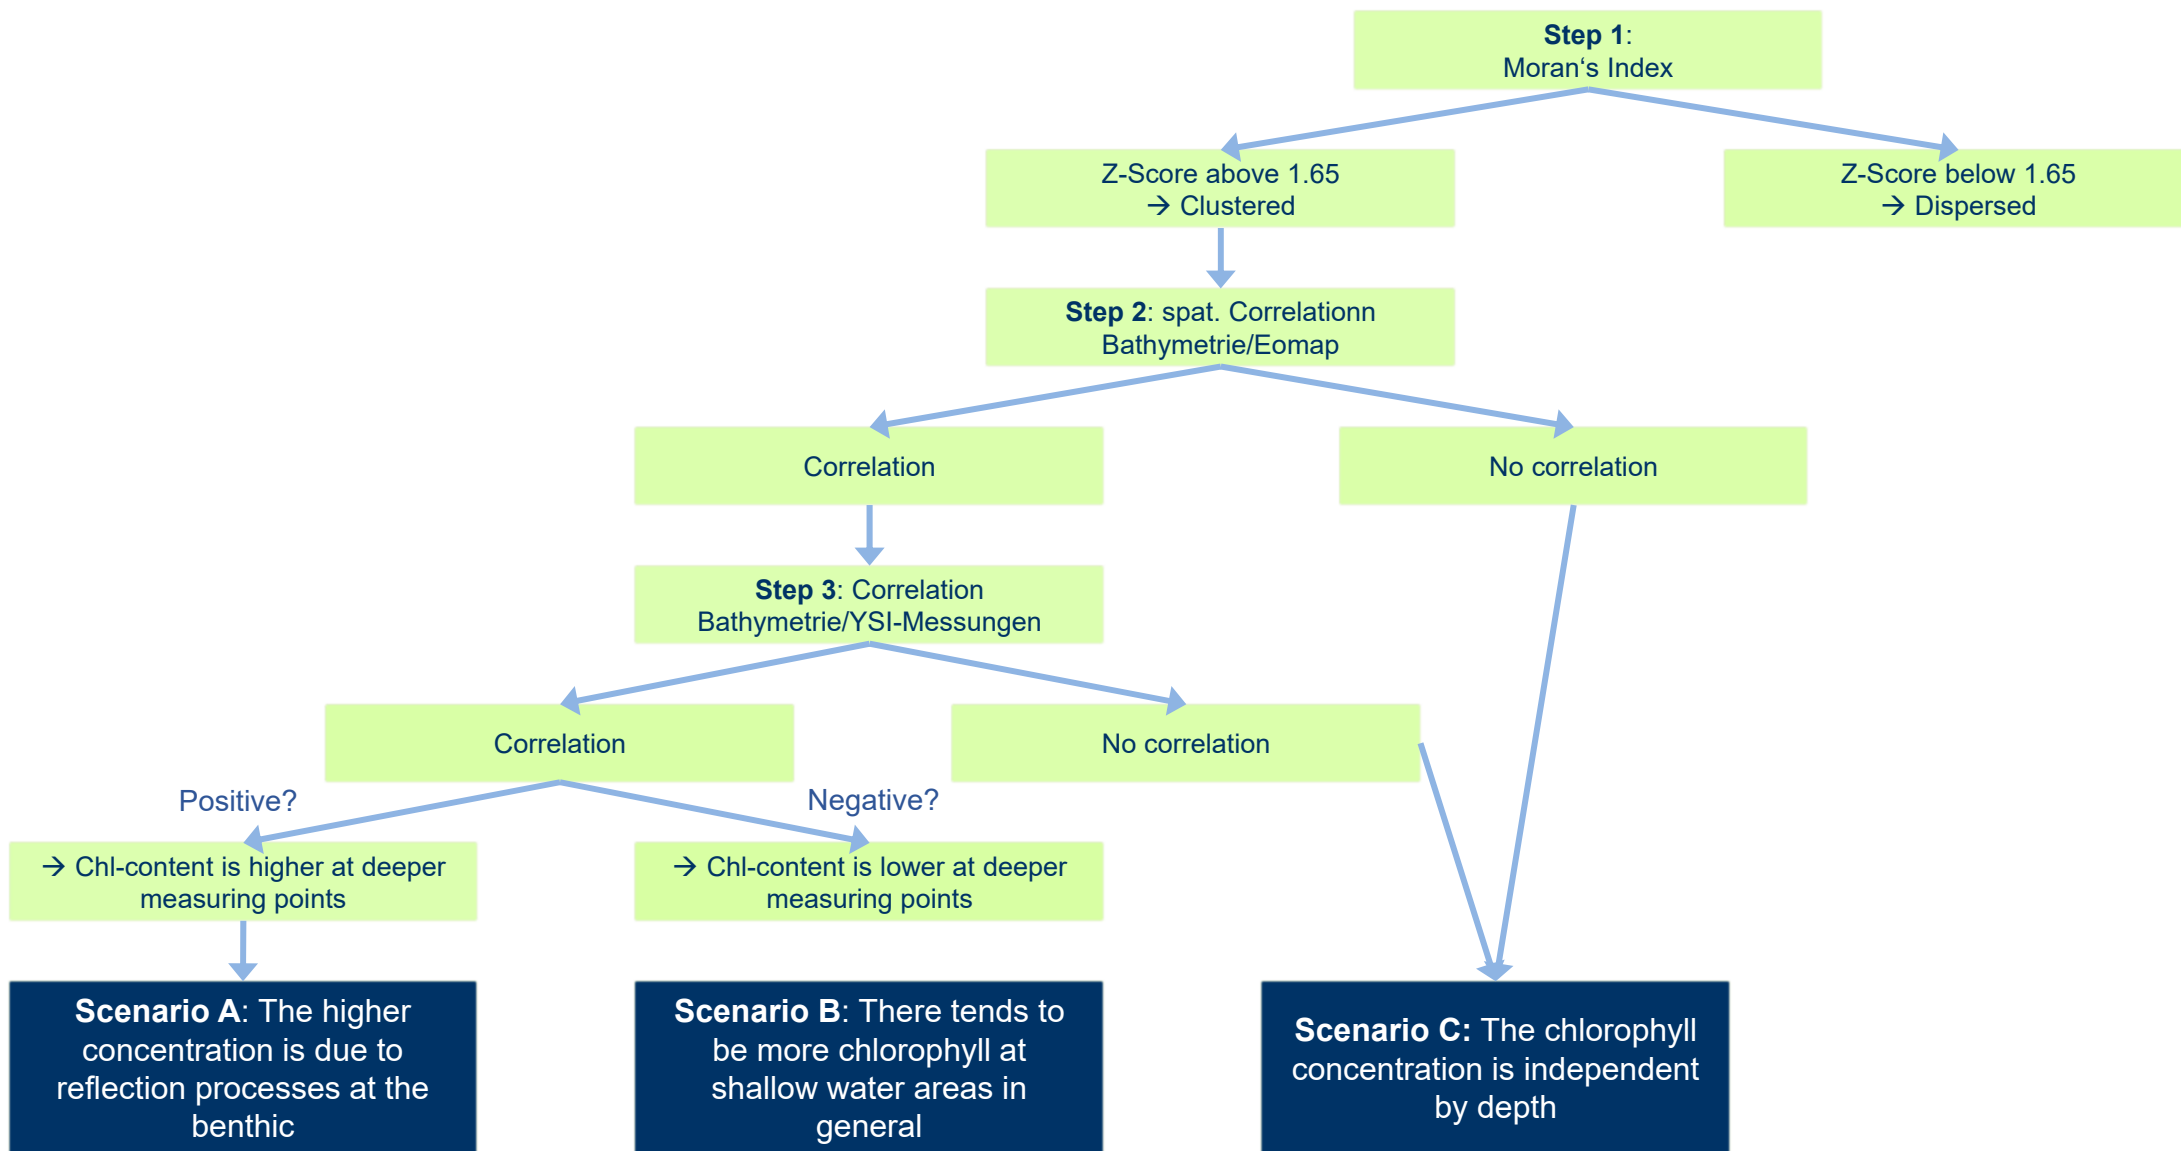 Step 1:
Moran‘s Index
Z-Score above 1.65
→ Clustered
Z-Score below 1.65
→ Dispersed
Step 2: spat. Correlationn
Bathymetrie/Eomap
Correlation
No correlation
Step 3: Correlation
Bathymetrie/YSI-Messungen
Correlation
No correlation
Positive?
Negative?
→ Chl-content is higher at deeper
measuring points
→ Chl-content is lower at deeper
measuring points
Scenario A: The higher
concentration is due to
reflection processes at the
benthic
Scenario B: There tends to
be more chlorophyll at
shallow water areas in
general
Scenario C: The chlorophyll
concentration is independent
by depth